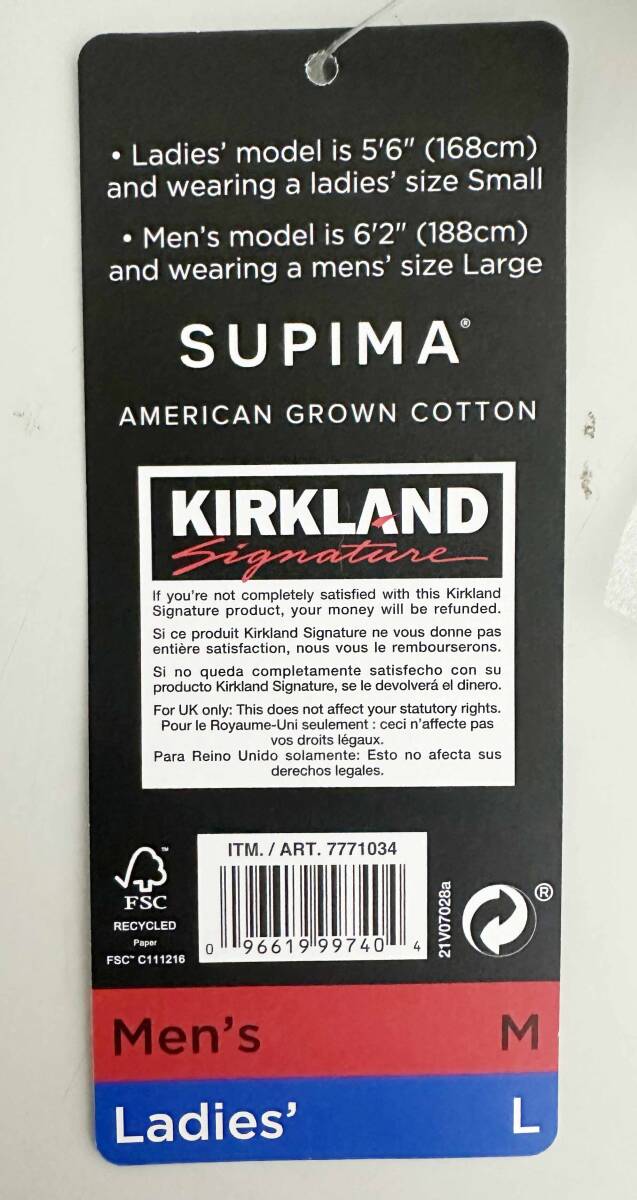 • Ladies' model is 5'6" (168cm)
and wearing a ladies' size Small
• Men's model is 6'2" (188cm)
and wearing a mens' size Large
SUPIMA®
AMERICAN GROWN COTTON
KIRKLAND
Signature
If you're not completely satisfied with this Kirkland
Signature product, your money will be refunded.
Si ce produit Kirkland Signature ne vous donne pas
entière satisfaction, nous vous le rembourserons.
Si no queda completamente satisfecho con su
producto Kirkland Signature, se le devolverá el dinero.
For UK only: This does not affect your statutory rights.
Pour le Royaume-Uni seulement : ceci n'affecte pas
vos droits légaux.
Para Reino Unido solamente: Esto no afecta sus
derechos legales.
ITM. / ART. 7771034
0 96619 99740 4
™
FSC
RECYCLED
Paper
FSC™ C111216
21V07028a
®
Men's M
Ladies' L